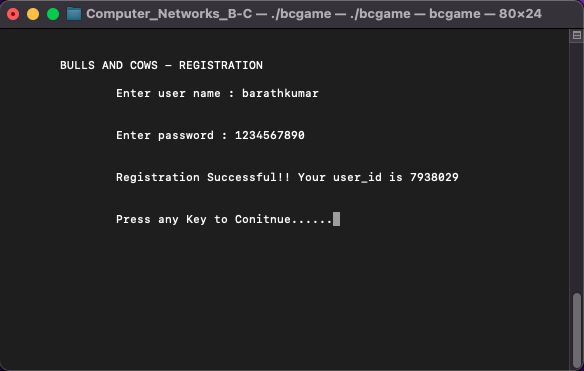 Computer_Networks_B-C — ./bcgame — ./bcgame — bcgame — 80×24
BULLS AND COWS – REGISTRATION
Enter user name : barathkumar
Enter password : 1234567890
Registration Successful!! Your user_id is 7938029
Press any Key to Conitnue......